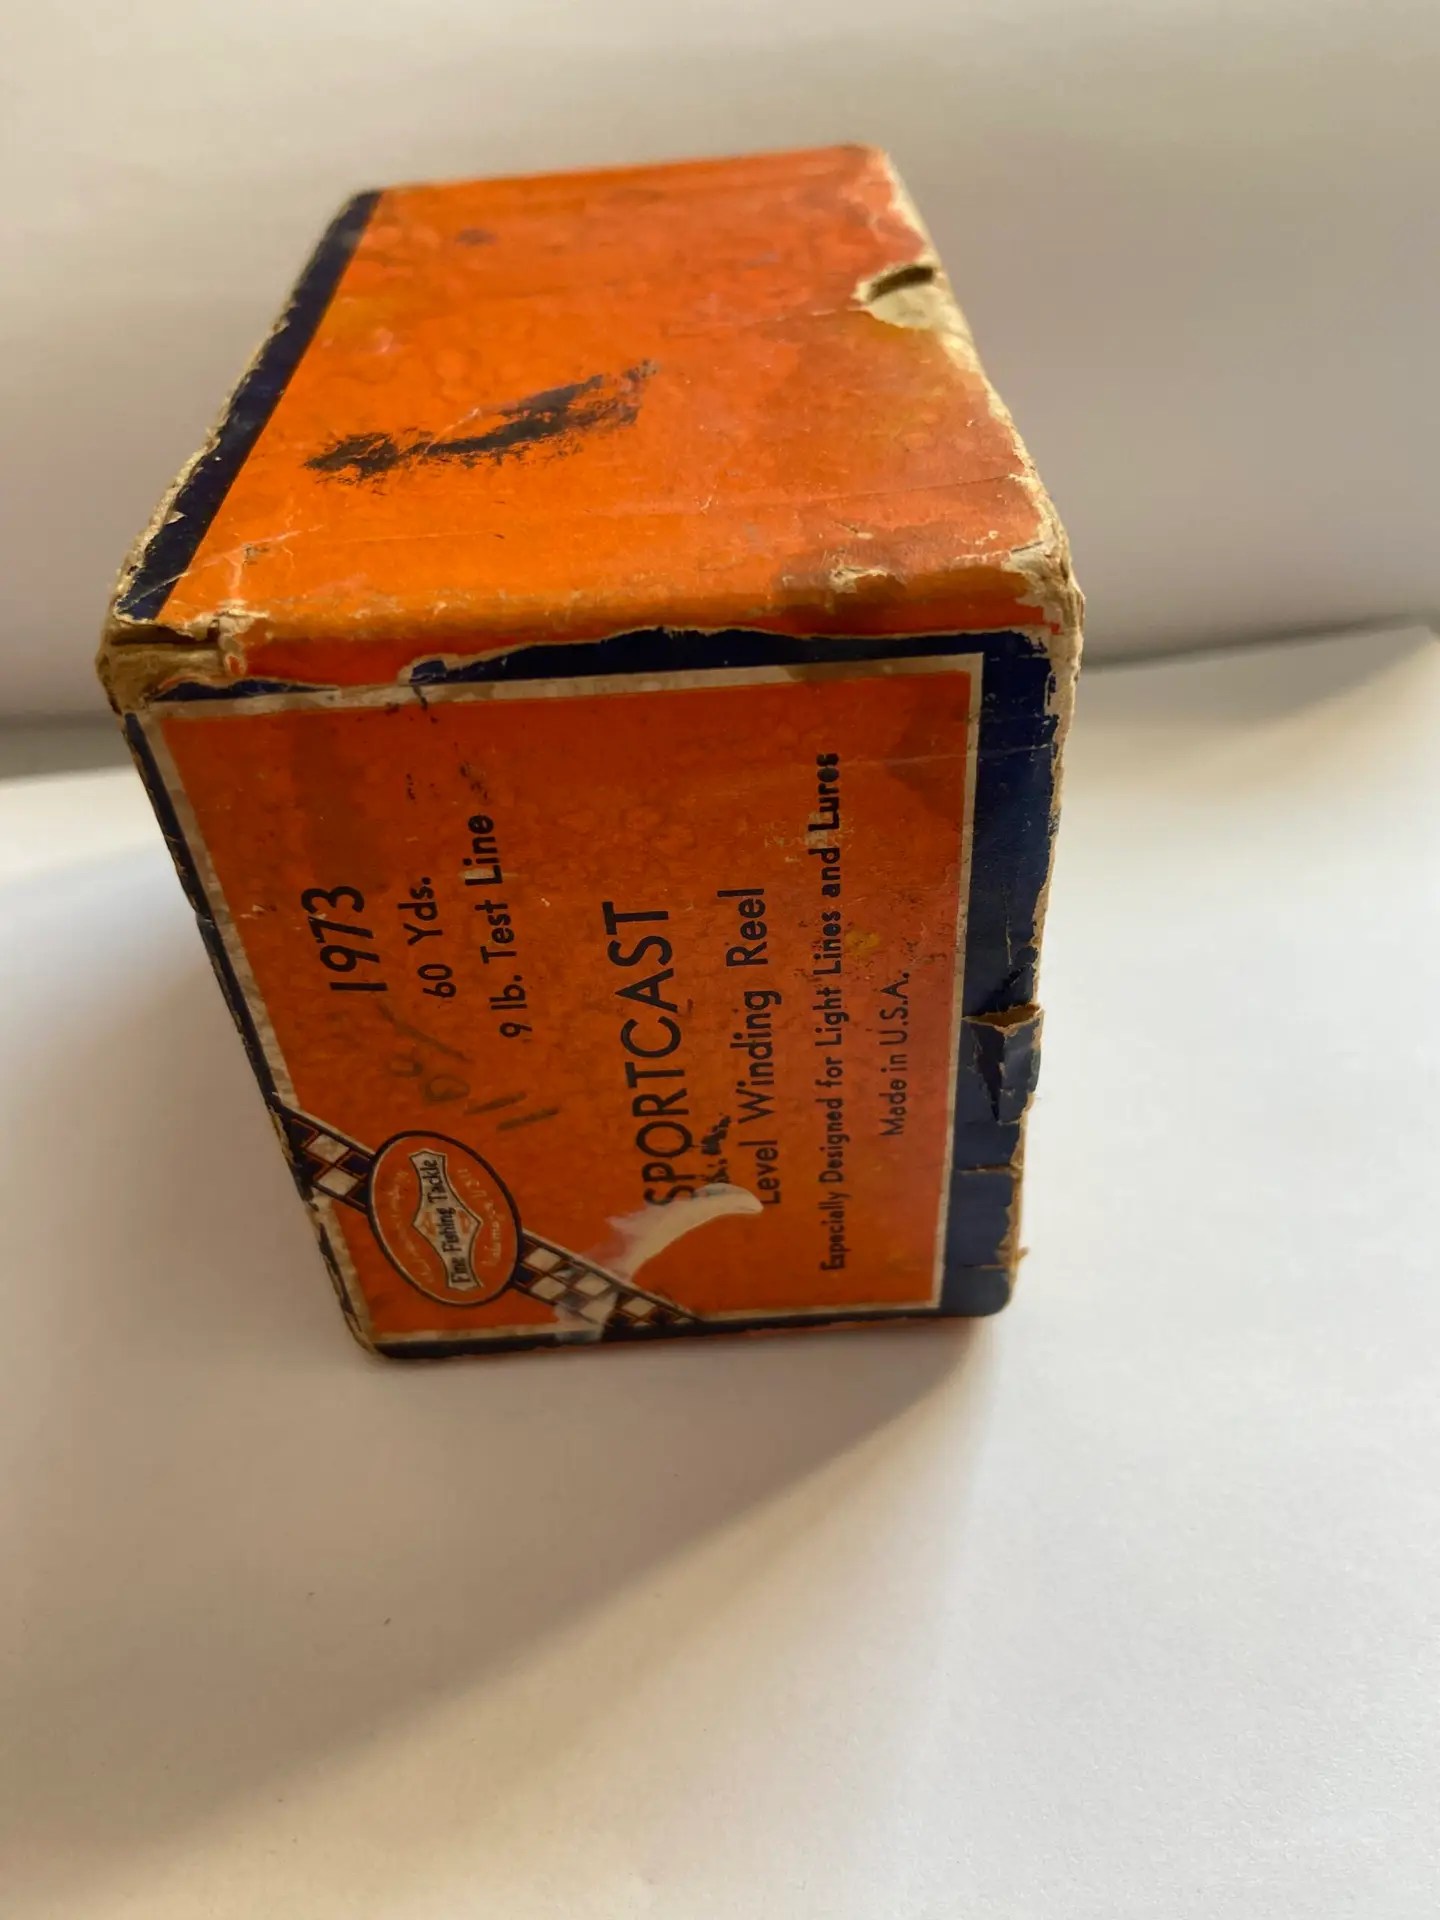 1973
60 Yds.
9 lb. Test Line
SPORTCAST
Level Winding Reel
Especially Designed for Light Lines and Lures
Made in U.S.A.
Fine Fishing Tackle